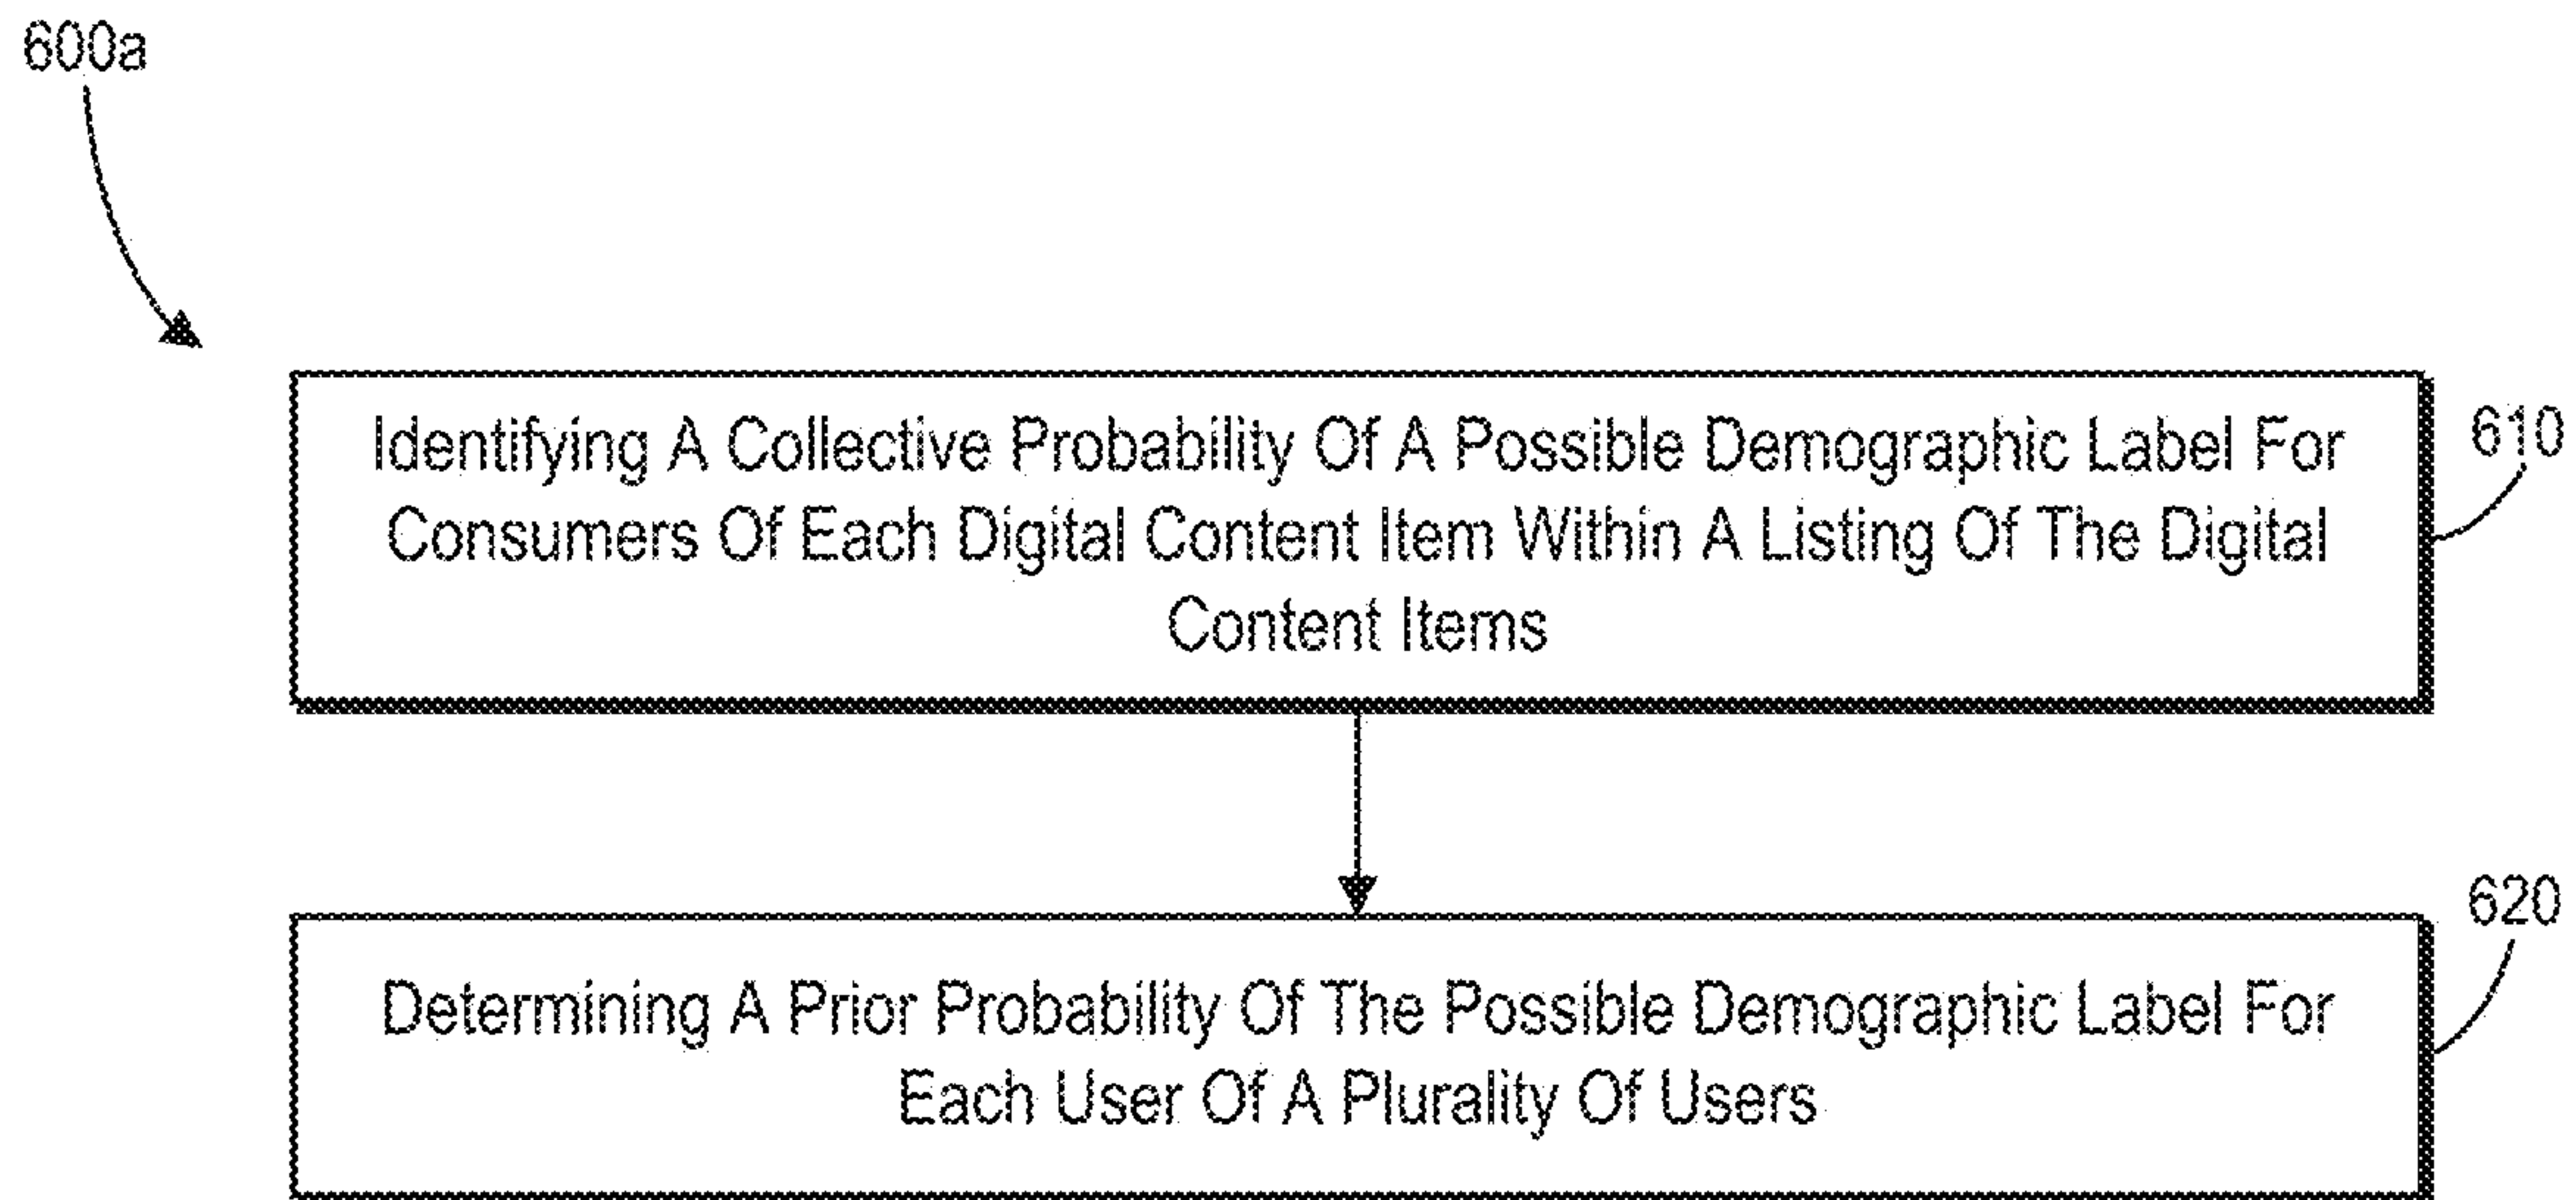 600a
Identifying A Collective Probability Of A Possible Demographic Label For
Consumers Of Each Digital Content Item Within A Listing Of The Digital
Content Items
610
Determining A Prior Probability Of The Possible Demographic Label For
Each User Of A Plurality Of Users
620